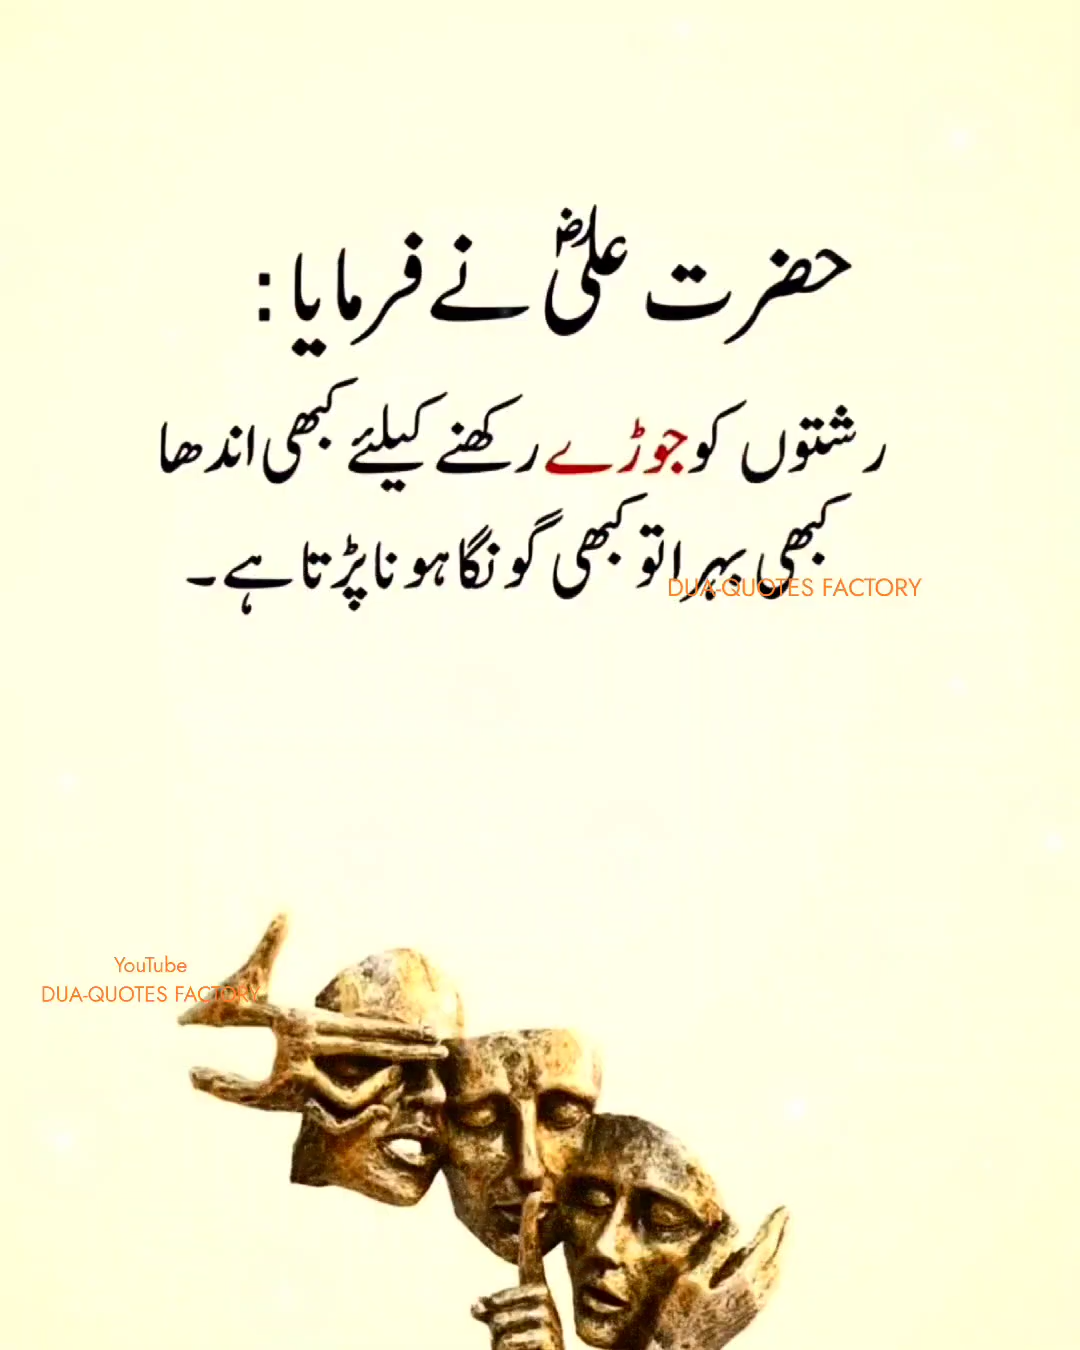 حضرت علیؓ نے فرمایا :
رشتوں کو جوڑے رکھنے کیلئے کبھی اندھا
کبھی بہرا تو کبھی گونگا ہونا پڑتا ہے۔
DUA-QUOTES FACTORY
YouTube
DUA-QUOTES FACTORY